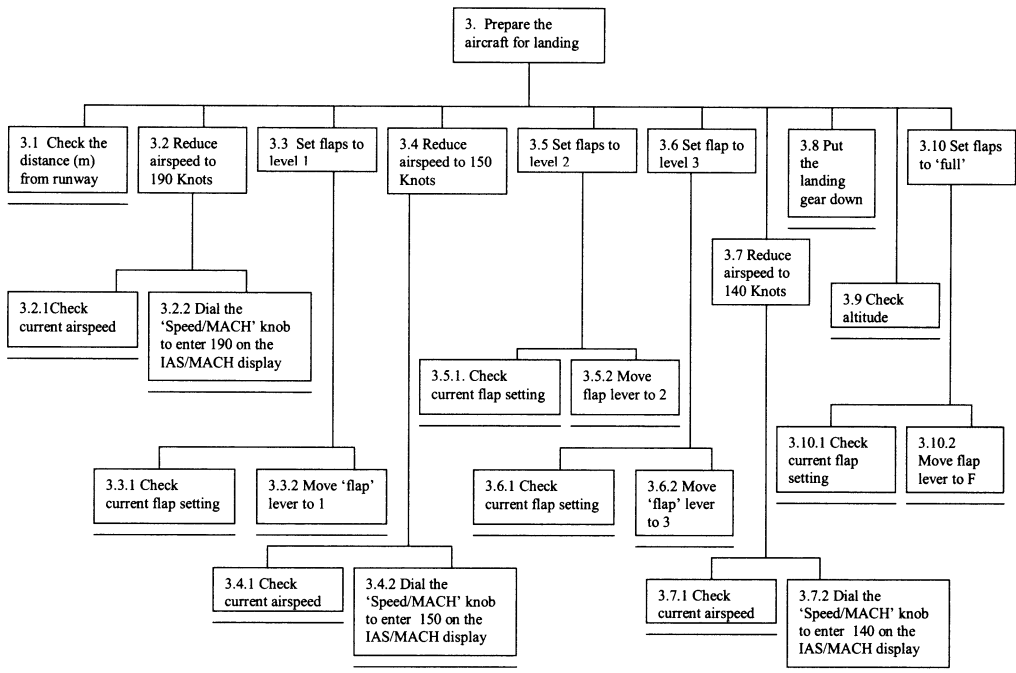 3. Prepare the
aircraft for landing
3.1 Check the
distance (m)
from runway
3.2 Reduce
airspeed to
190 Knots
3.3 Set flaps to
level 1
3.4 Reduce
airspeed to 150
Knots
3.5 Set flaps to
level 2
3.6 Set flap to
level 3
3.8 Put
the
landing
gear down
3.10 Set flaps
to ‘full’
3.7 Reduce
airspeed to
140 Knots
3.9 Check
altitude
3.2.1Check
current airspeed
3.2.2 Dial the
‘Speed/MACH’ knob
to enter 190 on the
IAS/MACH display
3.5.1. Check
current flap setting
3.5.2 Move
flap lever to 2
3.10.1 Check
current flap
setting
3.10.2
Move flap
lever to F
3.3.1 Check
current flap setting
3.3.2 Move ‘flap’
lever to 1
3.6.1 Check
current flap setting
3.6.2 Move
‘flap’ lever
to 3
3.4.1 Check
current airspeed
3.4.2 Dial the
‘Speed/MACH’ knob
to enter 150 on the
IAS/MACH display
3.7.1 Check
current airspeed
3.7.2 Dial the
‘Speed/MACH’ knob
to enter 140 on the
IAS/MACH display